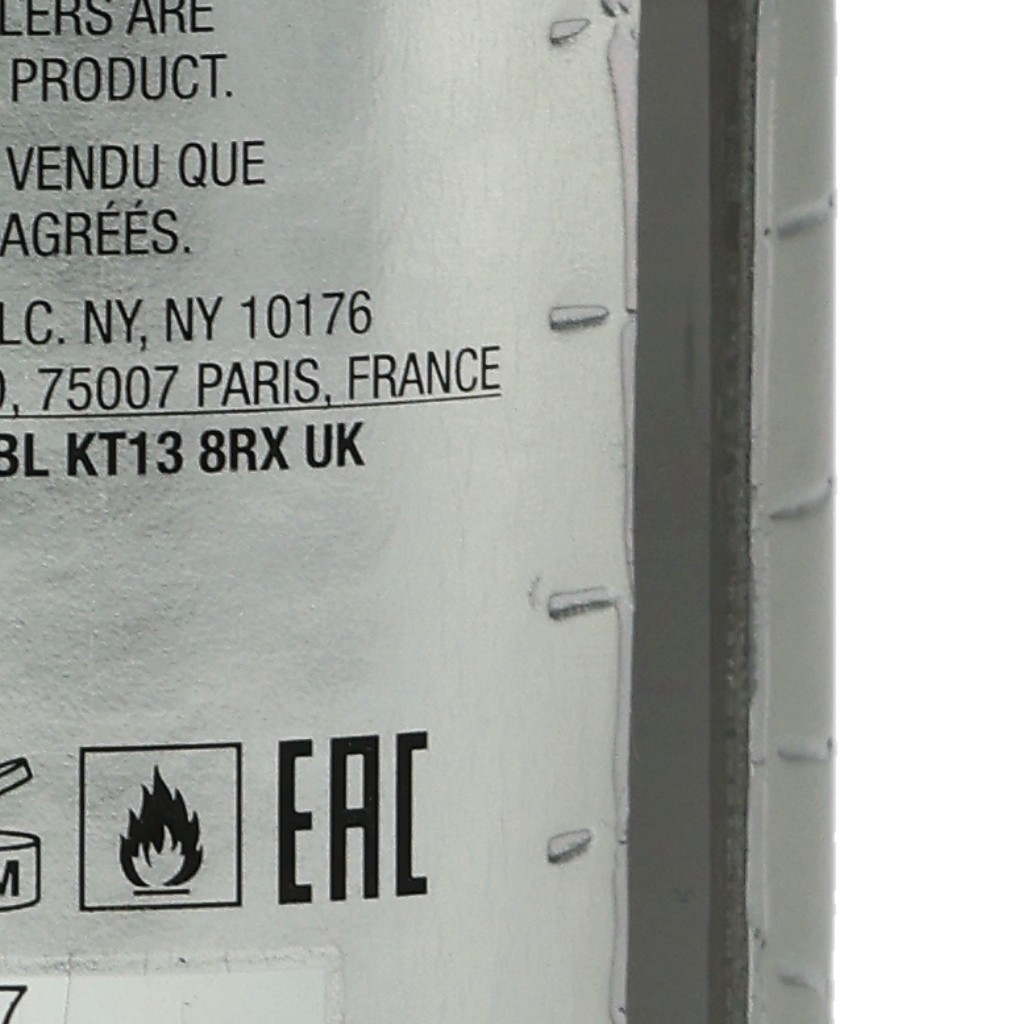 LERS ARE
PRODUCT.
VENDU QUE
AGRÉÉS.
LC. NY, NY 10176
, 75007 PARIS, FRANCE
BL KT13 8RX UK
M
EAC
7